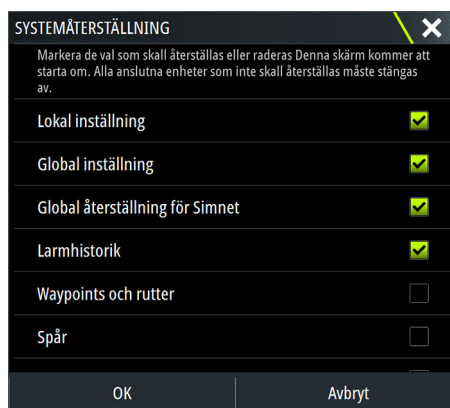 SYSTEMÅTERSTÄLLNING
Markera de val som skall återställas eller raderas Denna skärm kommer att
starta om. Alla anslutna enheter som inte skall återställas måste stängas
av.
Lokal inställning
Global inställning
Global återställning för Simnet
Larmhistorik
Waypoints och rutter
Spår
OK
Avbryt